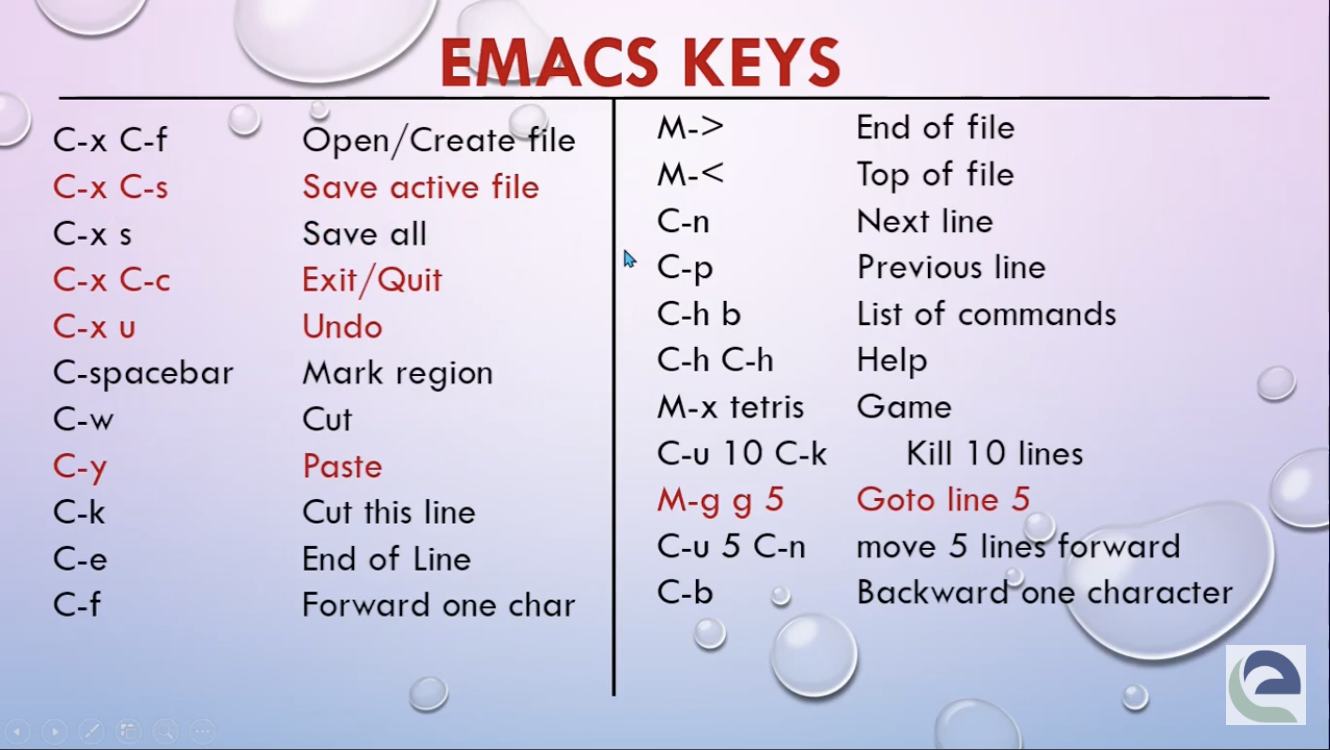 EMACS KEYS
C-x C-f Open/Create file
C-x C-s Save active file
C-x s Save all
C-x C-c Exit/Quit
C-x u Undo
C-spacebar Mark region
C-w Cut
C-y Paste
C-k Cut this line
C-e End of Line
C-f Forward one char
M-> End of file
M-< Top of file
C-n Next line
C-p Previous line
C-h b List of commands
C-h C-h Help
M-x tetris Game
C-u 10 C-k Kill 10 lines
M-g g 5 Goto line 5
C-u 5 C-n move 5 lines forward
C-b Backward one character